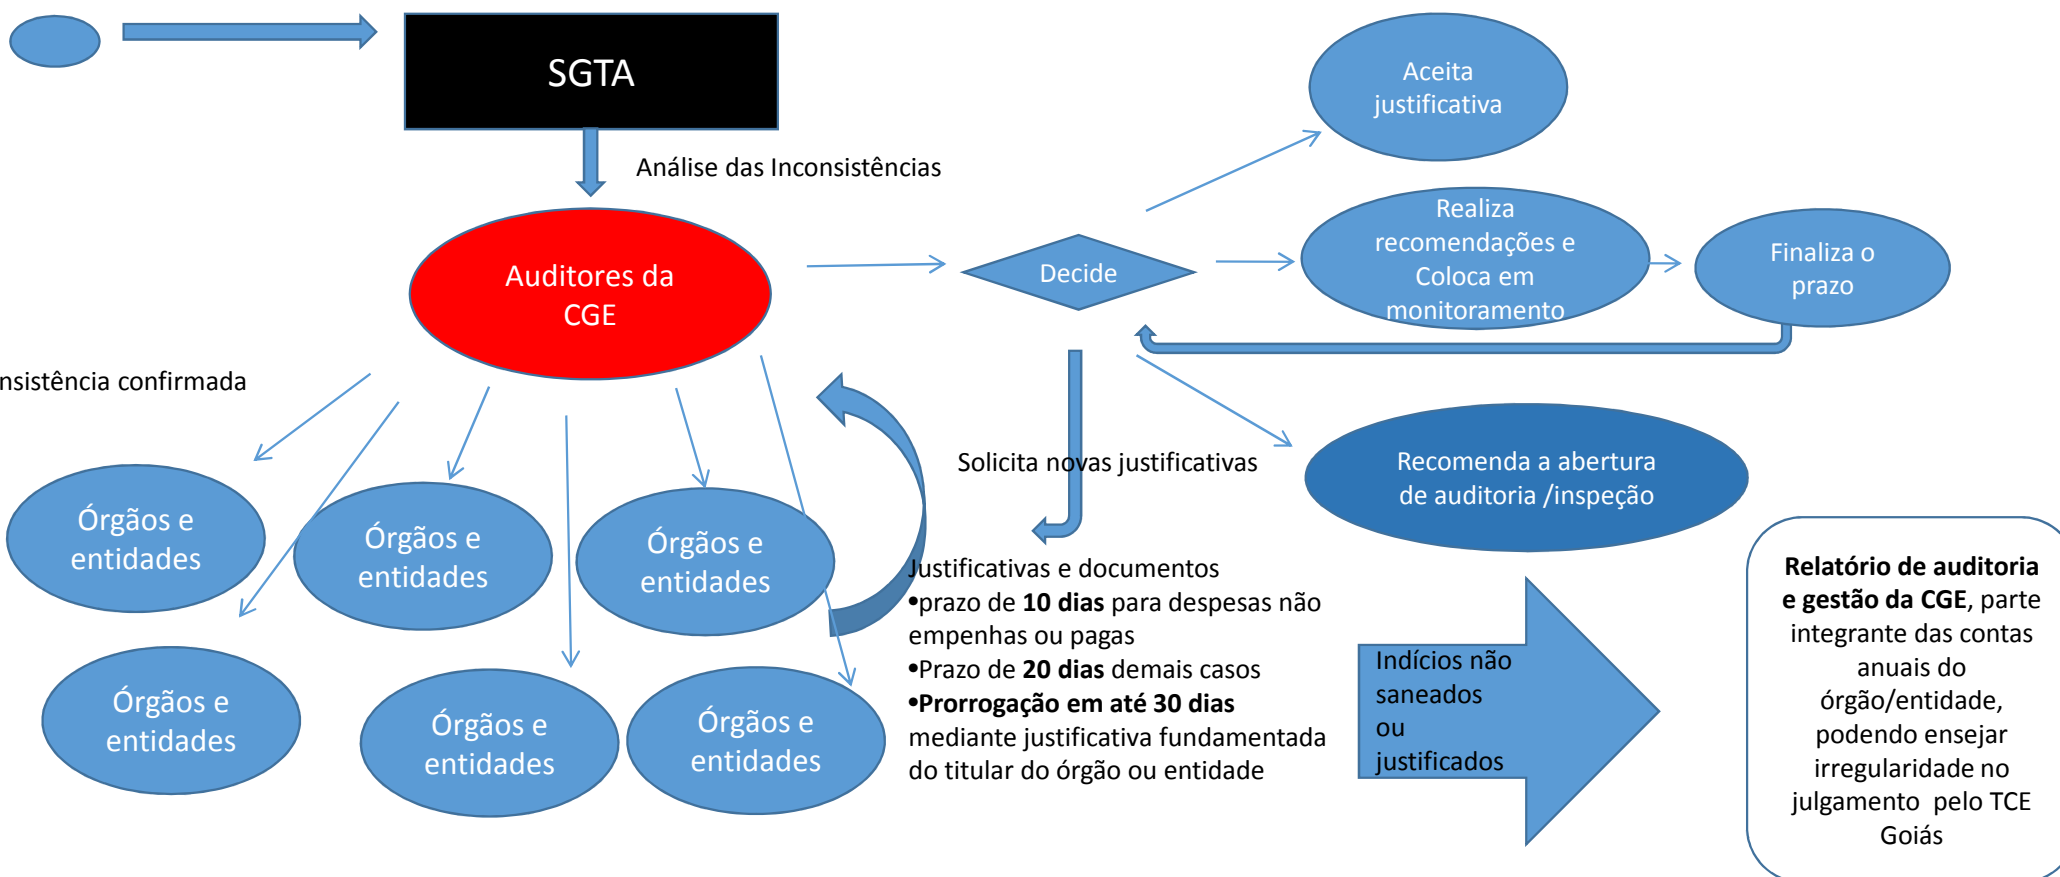 SGTA
Análise das Inconsistências
Auditores da
CGE
nsistência confirmada
Órgãos e
entidades
Órgãos e
entidades
Órgãos e
entidades
Órgãos e
entidades
Órgãos e
entidades
Órgãos e
entidades
Decide
Aceita
justificativa
Realiza
recomendações e
Coloca em
monitoramento
Finaliza o
prazo
Solicita novas justificativas
Recomenda a abertura
de auditoria /inspeção
Justificativas e documentos
•prazo de 10 dias para despesas não
empenhas ou pagas
•Prazo de 20 dias demais casos
•Prorrogação em até 30 dias
mediante justificativa fundamentada
do titular do órgão ou entidade
Indícios não
saneados
ou
justificados
Relatório de auditoria
e gestão da CGE, parte
integrante das contas
anuais do
órgão/entidade,
podendo ensejar
irregularidade no
julgamento pelo TCE
Goiás